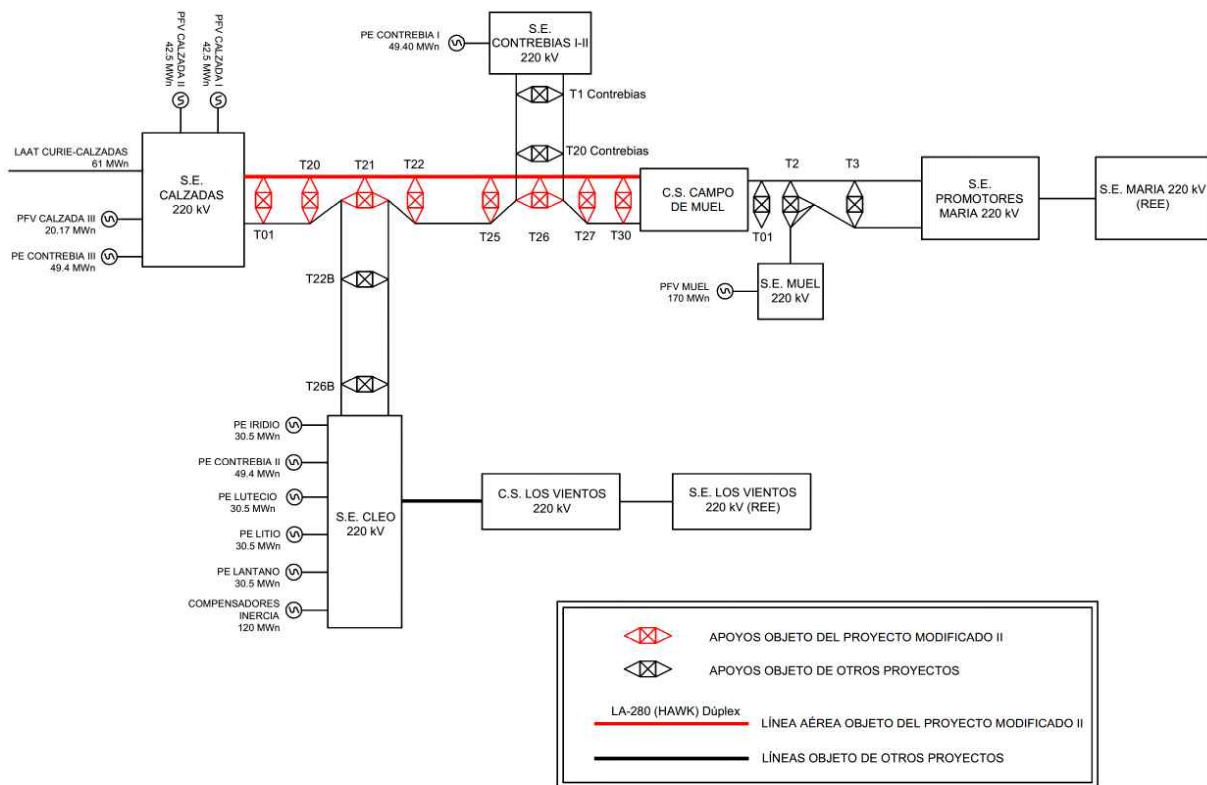 PFV CALZADA II
42.5 MWn
PFV CALZADA I
42.5 MWn
LAAT CURIE-CALZADAS
61 MWn
S.E.
CALZADAS
220 kV
PFV CALZADA III
20.17 MWn
PE CONTREBIA III
49.4 MWn
PE CONTREBIA I
49.40 MWn
S.E.
CONTREBIAS I-II
220 kV
T1 Contrebias
T20 Contrebias
T01
T20
T21
T22
T25
T26
T27
T30
C.S. CAMPO
DE MUEL
T01
T2
T3
S.E.
PROMOTORES
MARIA 220 kV
S.E. MARIA 220 kV
(REE)
PFV MUEL
170 MWn
S.E. MUEL
220 kV
T22B
T26B
PE IRIDIO
30.5 MWn
PE CONTREBIA II
49.4 MWn
PE LUTECIO
30.5 MWn
PE LITIO
30.5 MWn
PE LANTANO
30.5 MWn
COMPENSADORES
INERCIA
120 MWn
S.E. CLEO
220 kV
C.S. LOS VIENTOS
220 kV
S.E. LOS VIENTOS
220 kV (REE)
APOYOS OBJETO DEL PROYECTO MODIFICADO II
APOYOS OBJETO DE OTROS PROYECTOS
LA-280 (HAWK) Dúplex
LÍNEA AÉREA OBJETO DEL PROYECTO MODIFICADO II
LÍNEAS OBJETO DE OTROS PROYECTOS